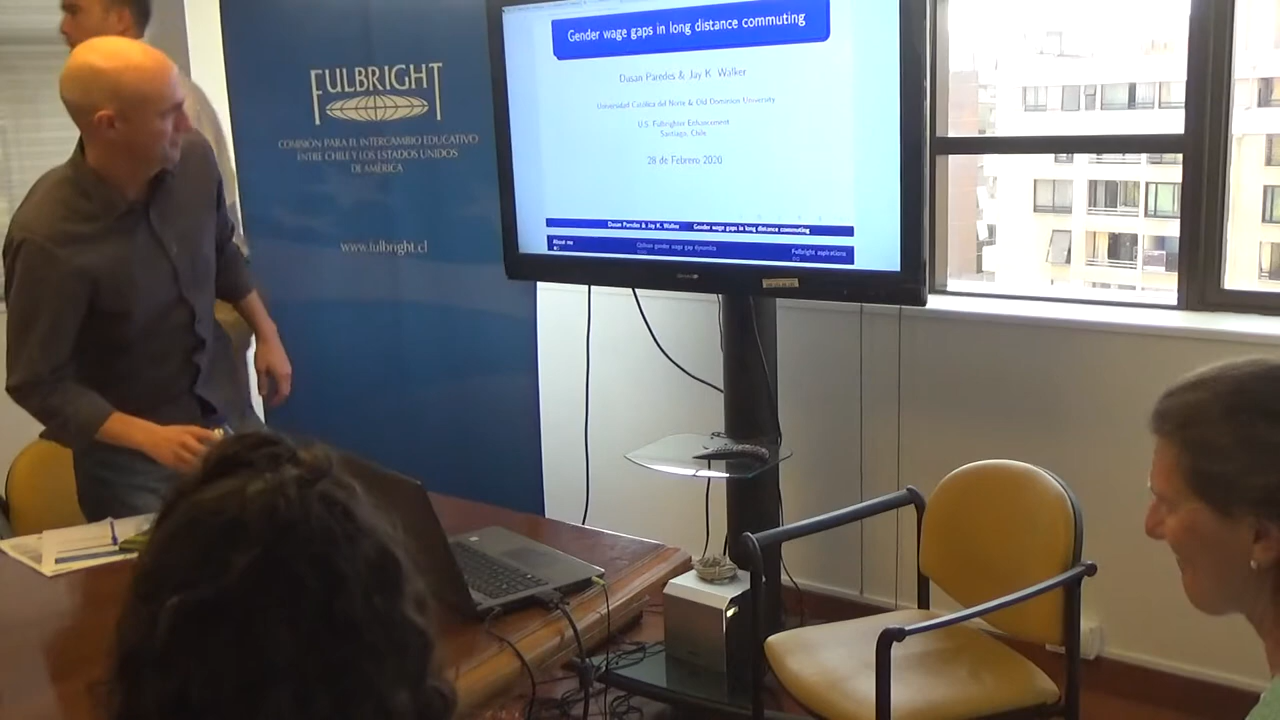 FULBRIGHT
COMISIÓN PARA EL INTERCAMBIO EDUCATIVO
ENTRE CHILE Y LOS ESTADOS UNIDOS
DE AMÉRICA
www.fulbright.cl
Gender wage gaps in long distance commuting
Dusan Paredes & Jay K. Walker
Universidad Católica del Norte & Old Dominion University
U.S. Fulbrighter Enhancement
Santiago, Chile
28 de Febrero 2020
Dusan Paredes & Jay K. Walker Gender wage gaps in long distance commuting
About me Chilean gender wage gap dynamics Fulbright aspirations